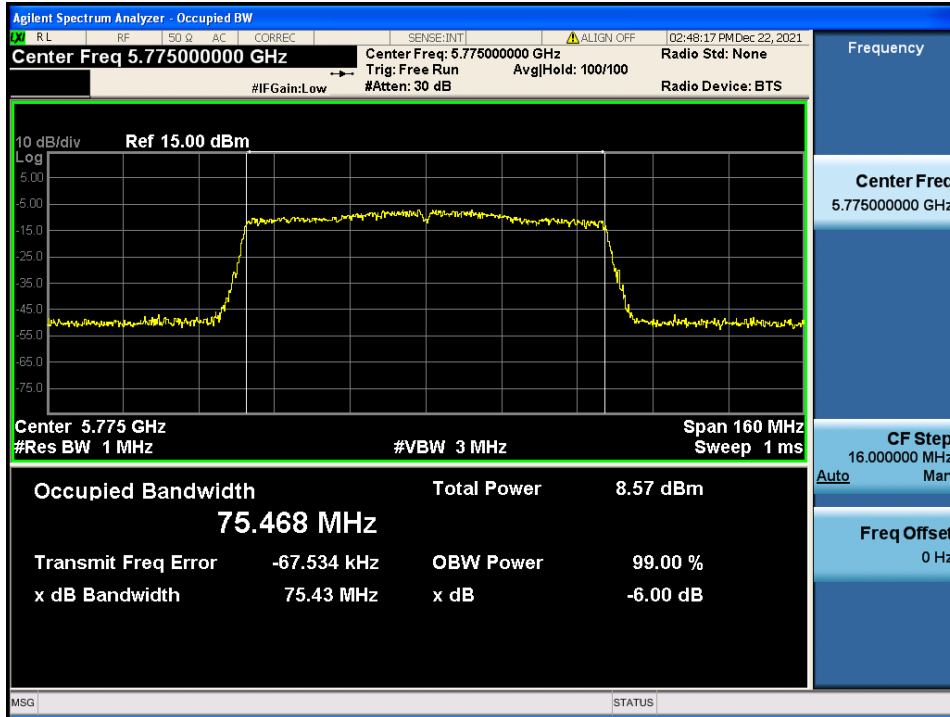 Agilent Spectrum Analyzer - Occupied BW
LXI RL RF 50 Ω AC CORREC SENSE:INT ALIGN OFF 02:48:17 PM Dec 22, 2021
Center Freq 5.775000000 GHz
Center Freq: 5.775000000 GHz Radio Std: None
Trig: Free Run Avg|Hold: 100/100
#IFGain:Low #Atten: 30 dB Radio Device: BTS
10 dB/div Ref 15.00 dBm
Log
5.00
-5.00
-15.0
-25.0
-35.0
-45.0
-55.0
-65.0
-75.0
Center 5.775 GHz Span 160 MHz
#Res BW 1 MHz #VBW 3 MHz Sweep 1 ms
Occupied Bandwidth Total Power 8.57 dBm
75.468 MHz
Transmit Freq Error -67.534 kHz OBW Power 99.00 %
x dB Bandwidth 75.43 MHz x dB -6.00 dB
MSG STATUS
Frequency
Center Freq
5.775000000 GHz
CF Step
16.000000 MHz
Auto Man
Freq Offset
0 Hz